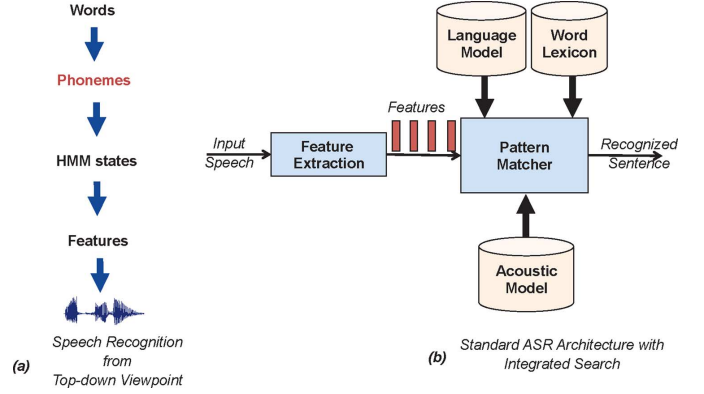 Words
Phonemes
HMM states
Features
Speech Recognition
from
Top-down Viewpoint
(a)
Language
Model
Word
Lexicon
Features
Input
Speech
Feature
Extraction
Pattern
Matcher
Recognized
Sentence
Acoustic
Model
(b)
Standard ASR Architecture with
Integrated Search